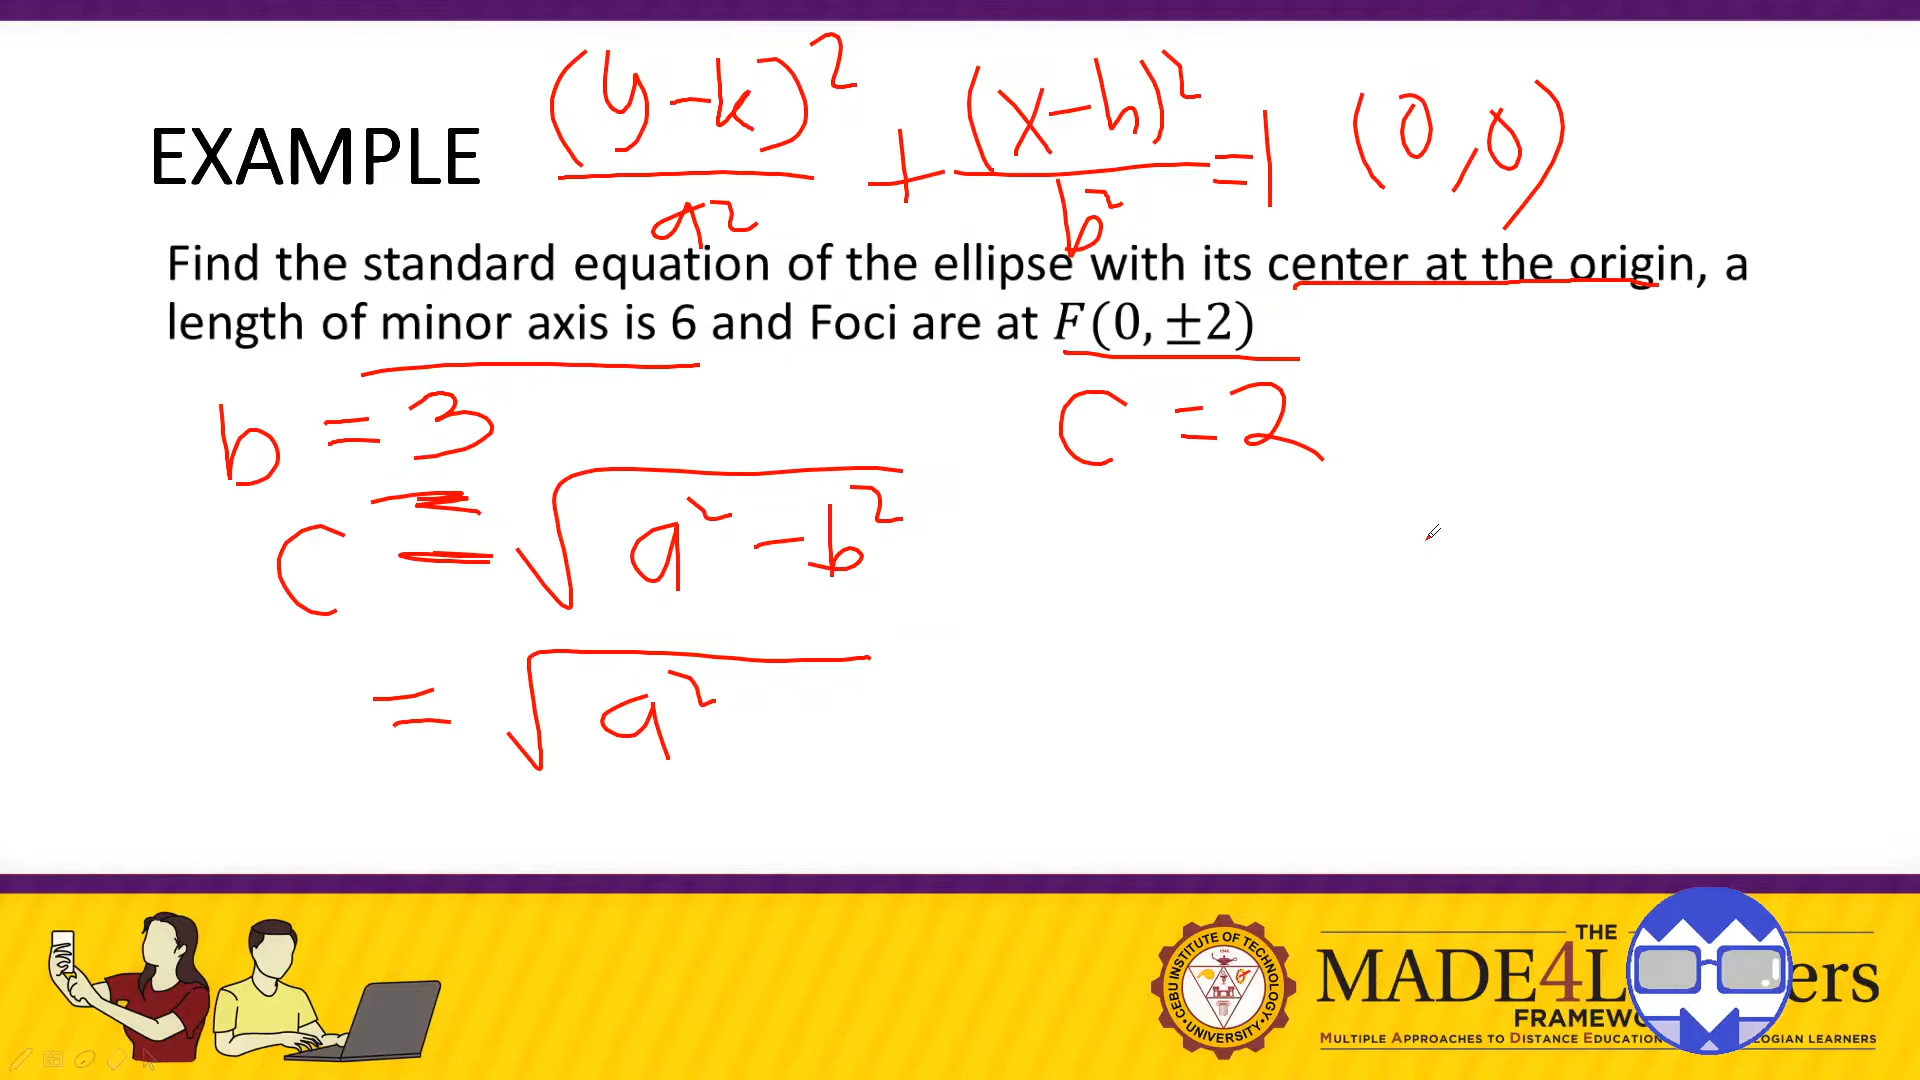 (y-k)² / a² + (x-h)² / b² = 1 (0,0)
EXAMPLE
Find the standard equation of the ellipse with its center at the origin, a
length of minor axis is 6 and Foci are at F(0, ±2)
b = 3
c = 2
c = √(a² - b²)
= √a²
CEBU INSTITUTE OF TECHNOLOGY
• UNIVERSITY •
1946
THE
MADE4L ers
FRAMEW
MULTIPLE APPROACHES TO DISTANCE EDUCATION OGIAN LEARNERS